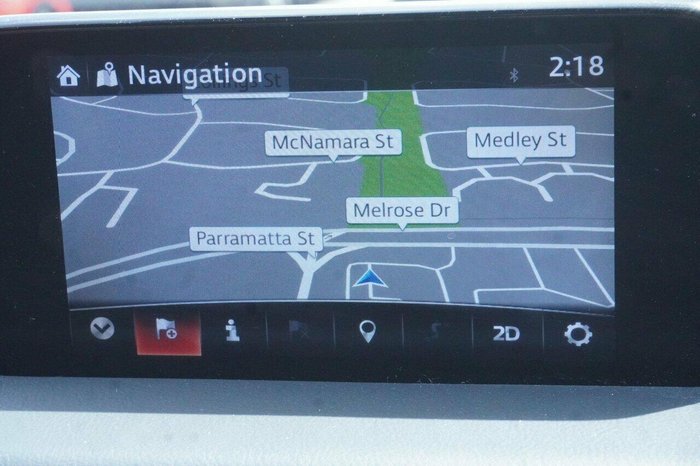 Navigation
2:18
McNamara St
Medley St
Melrose Dr
Parramatta St
2D